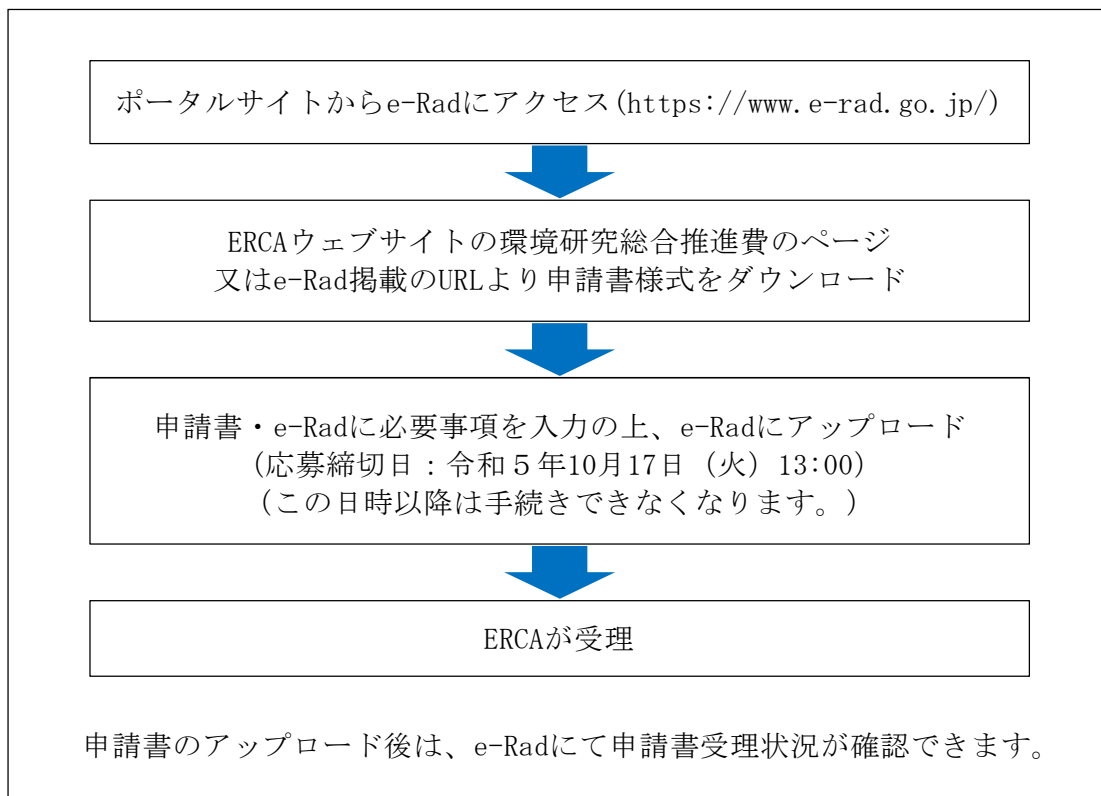 ポータルサイトからe-Radにアクセス(https://www.e-rad.go.jp/)
ERCAウェブサイトの環境研究総合推進費のページ
又はe-Rad掲載のURLより申請書様式をダウンロード
申請書・e-Radに必要事項を入力の上、e-Radにアップロード
(応募締切日：令和５年10月17日（火）13:00)
(この日時以降は手続きできなくなります。)
ERCAが受理
申請書のアップロード後は、e-Radにて申請書受理状況が確認できます。